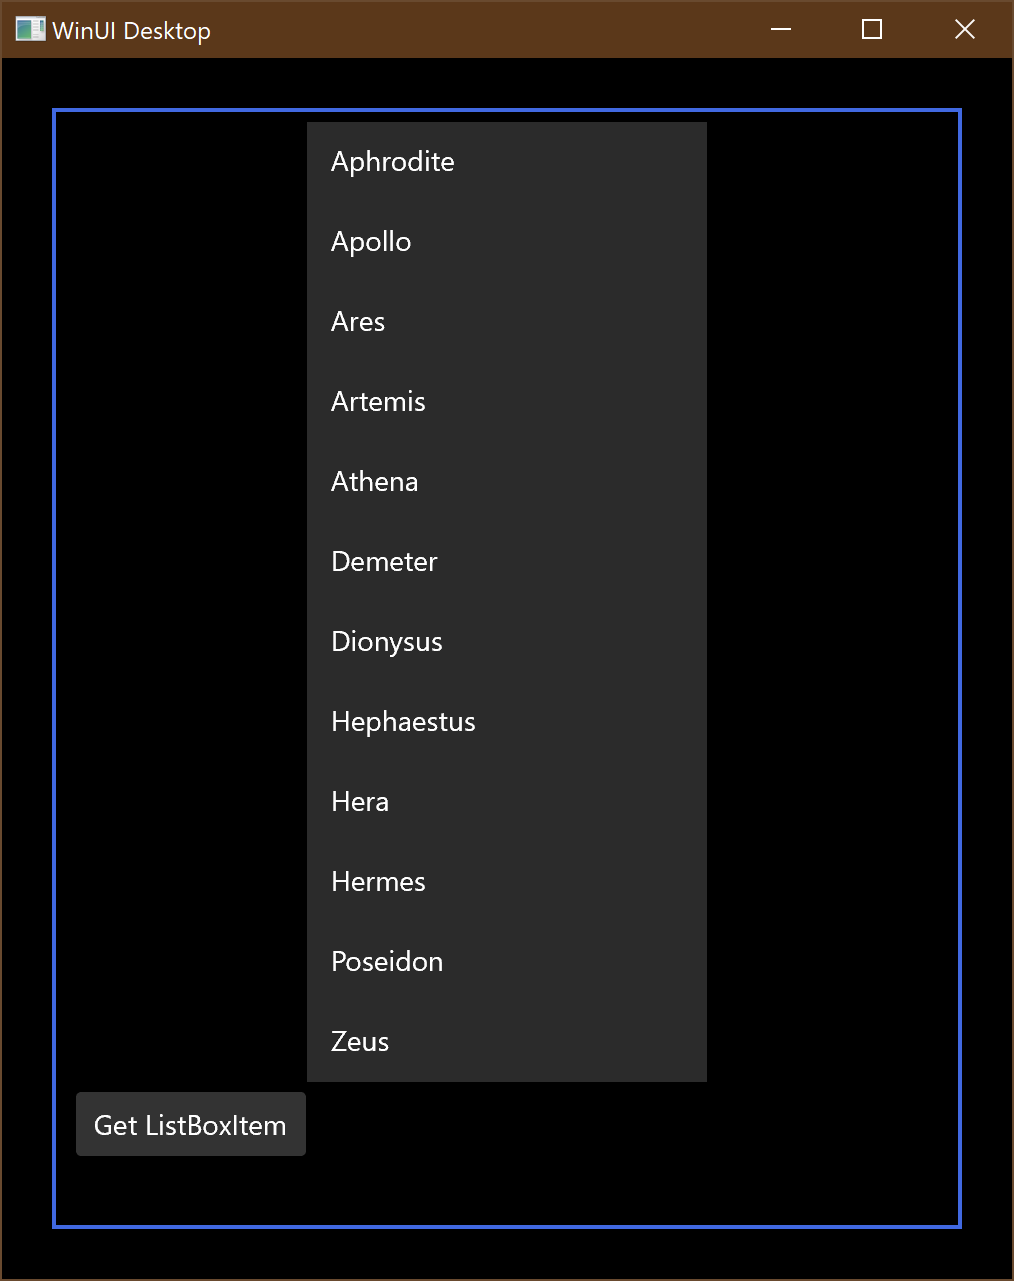 WinUI Desktop
Aphrodite
Apollo
Ares
Artemis
Athena
Demeter
Dionysus
Hephaestus
Hera
Hermes
Poseidon
Zeus
Get ListBoxItem